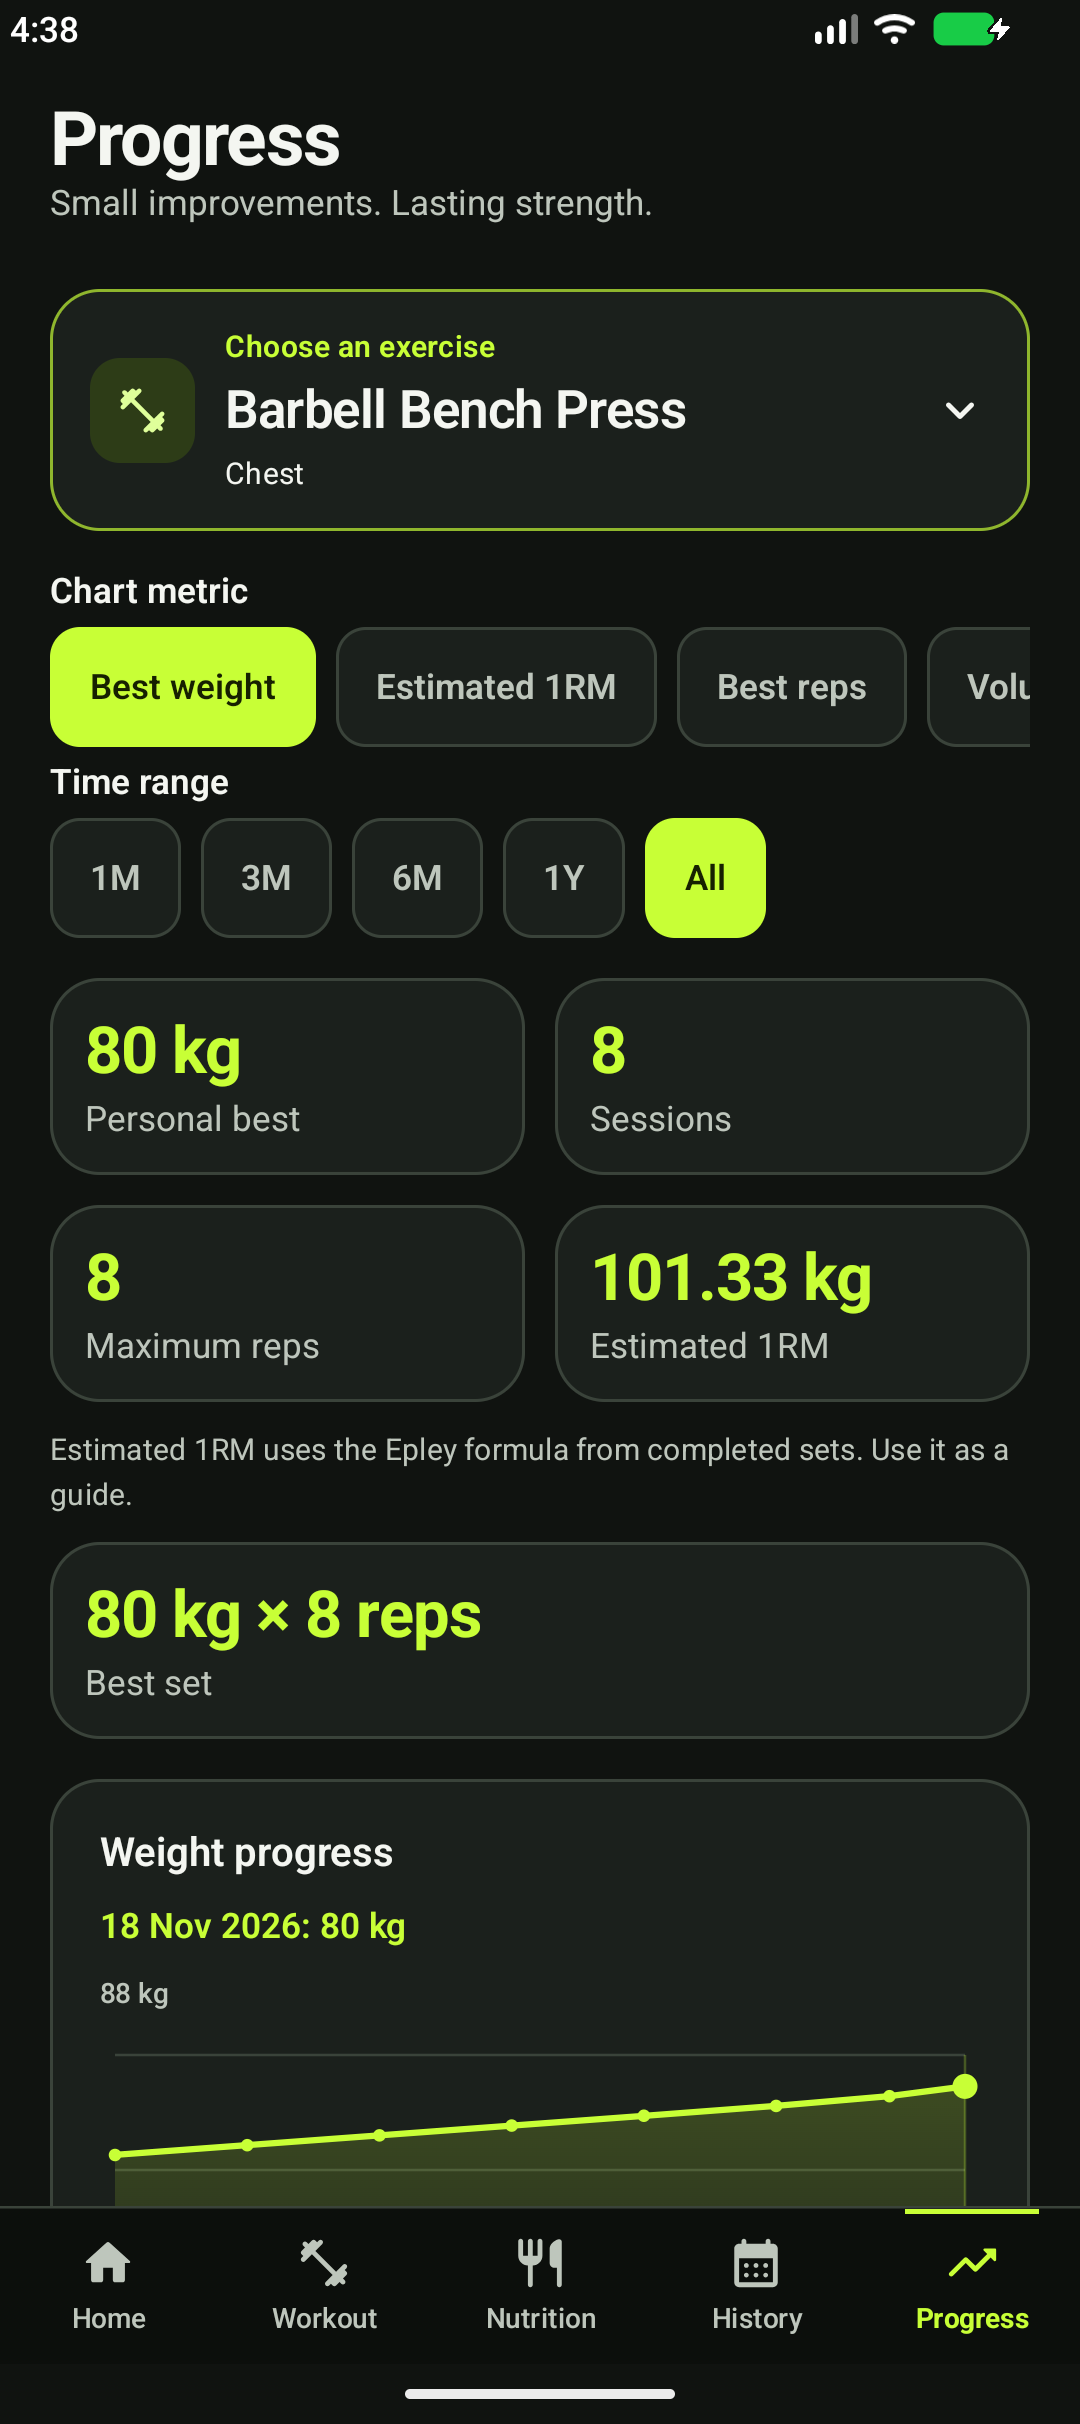 4:38
Progress
Small improvements. Lasting strength.
Choose an exercise
Barbell Bench Press
Chest
Chart metric
Best weight
Estimated 1RM
Best reps
Volu
Time range
1M
3M
6M
1Y
All
80 kg
Personal best
8
Sessions
8
Maximum reps
101.33 kg
Estimated 1RM
Estimated 1RM uses the Epley formula from completed sets. Use it as a
guide.
80 kg × 8 reps
Best set
Weight progress
18 Nov 2026: 80 kg
88 kg
Home
Workout
Nutrition
History
Progress